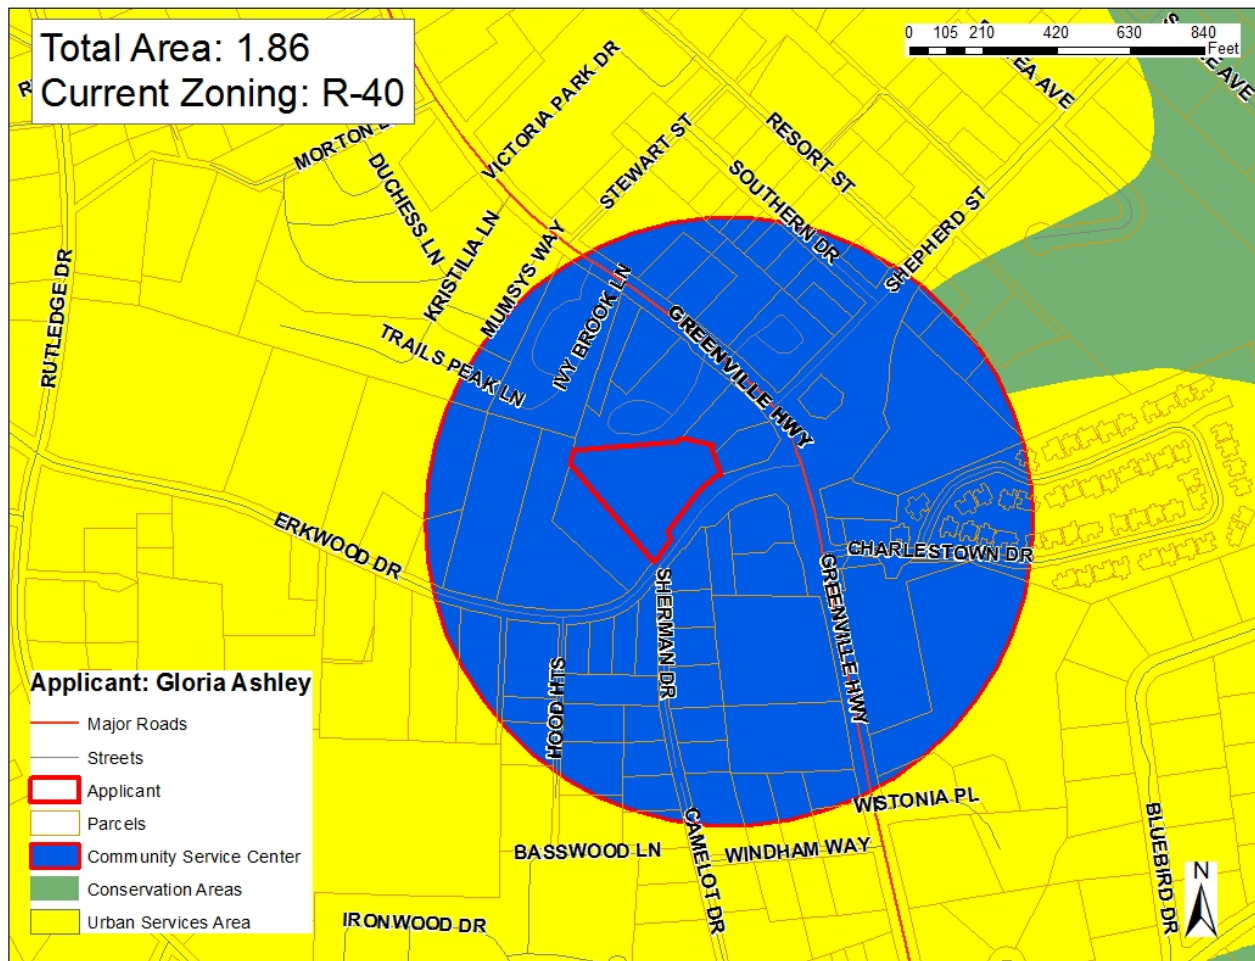 Total Area: 1.86
Current Zoning: R-40
0 105 210 420 630 840
Feet
VICTORIA PARK DR
MORTON
DUCHESS LN
STEWART ST
RESORT ST
SOUTHERN DR
SHEPHERD ST
KRISTILIA LN
MUMSYS WAY
IVY BROOK LN
GREENVILLE HWY
RUTLEDGE DR
TRAILS PEAK LN
ERKWOOD DR
CHARLESTOWN DR
SHERMAN DR
GREENVILLE HWY
HOOD HTS
WISTONIA PL
CAMELOT DR
BASSWOOD LN
WINDHAM WAY
BLUEBIRD DR
IRONWOOD DR
Applicant: Gloria Ashley
Major Roads
Streets
Applicant
Parcels
Community Service Center
Conservation Areas
Urban Services Area
N